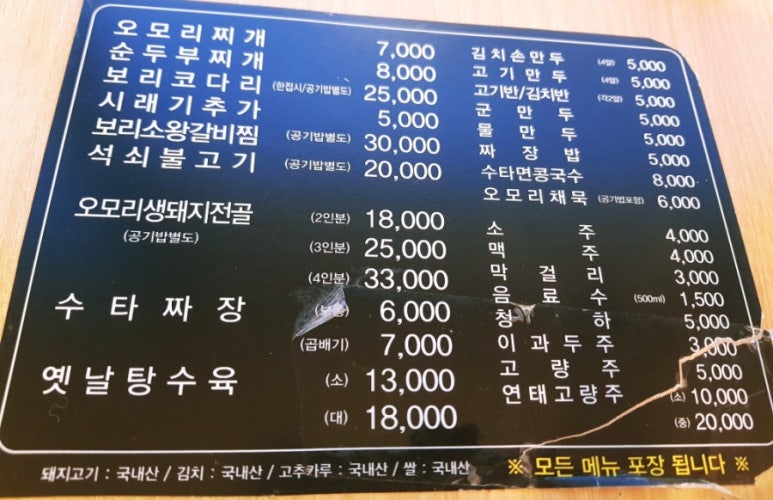 오모리찌개 7,000
순두부찌개 8,000
보리코다리 (한접시/공기밥별도) 25,000
시래기추가 5,000
보리소왕갈비찜 (공기밥별도) 30,000
석쇠불고기 (공기밥별도) 20,000
오모리생돼지전골 (2인분) 18,000
(공기밥별도)
(3인분) 25,000
(4인분) 33,000
수타짜장 (보통) 6,000
(곱배기) 7,000
옛날탕수육 (소) 13,000
(대) 18,000
김치손만두 (4알) 5,000
고기만두 (4알) 5,000
고기반/김치반 (각2알) 5,000
군만두 5,000
물만두 5,000
짜장밥 5,000
수타면콩국수 8,000
오모리채묵 (공기밥포함) 6,000
소주 4,000
맥주 4,000
막걸리 3,000
음료수 (500ml) 1,500
청하 5,000
이과두주 3,000
고량주 5,000
연태고량주 (소) 10,000
(중) 20,000
돼지고기 : 국내산 / 김치 : 국내산 / 고추카루 : 국내산 / 쌀 : 국내산
※ 모든 메뉴 포장 됩니다 ※